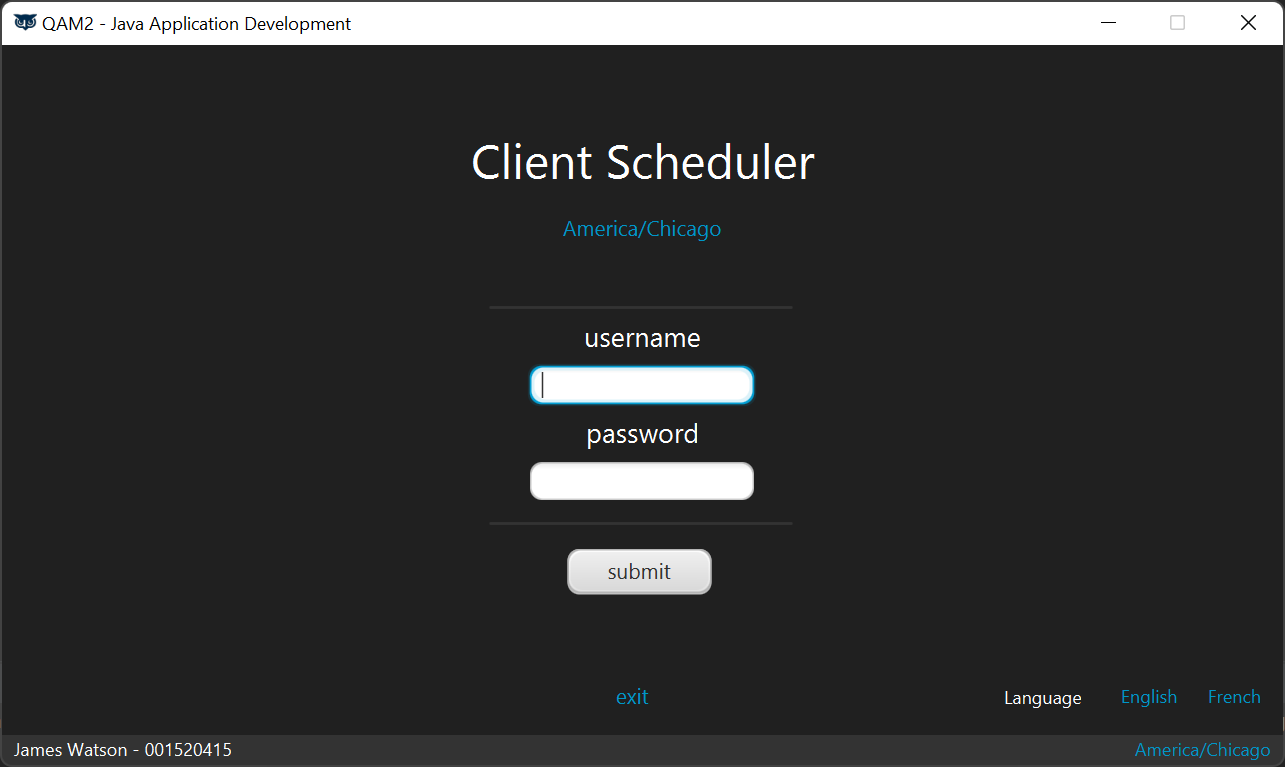 QAM2 - Java Application Development
Client Scheduler
America/Chicago
username
password
submit
exit
Language English French
James Watson - 001520415
America/Chicago